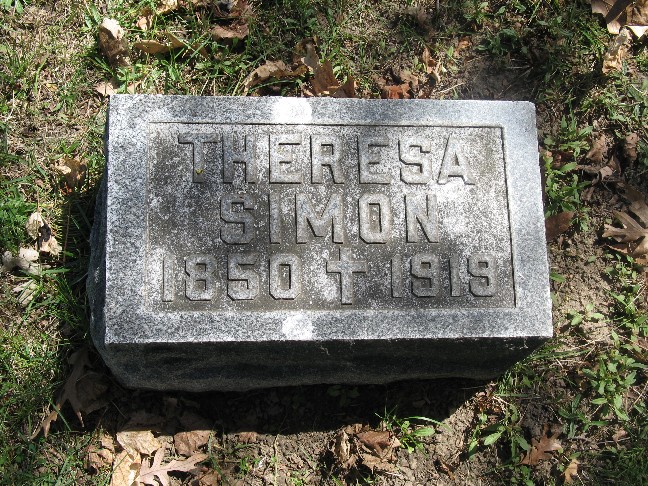 THERESA
SIMON
1850 ✝ 1919